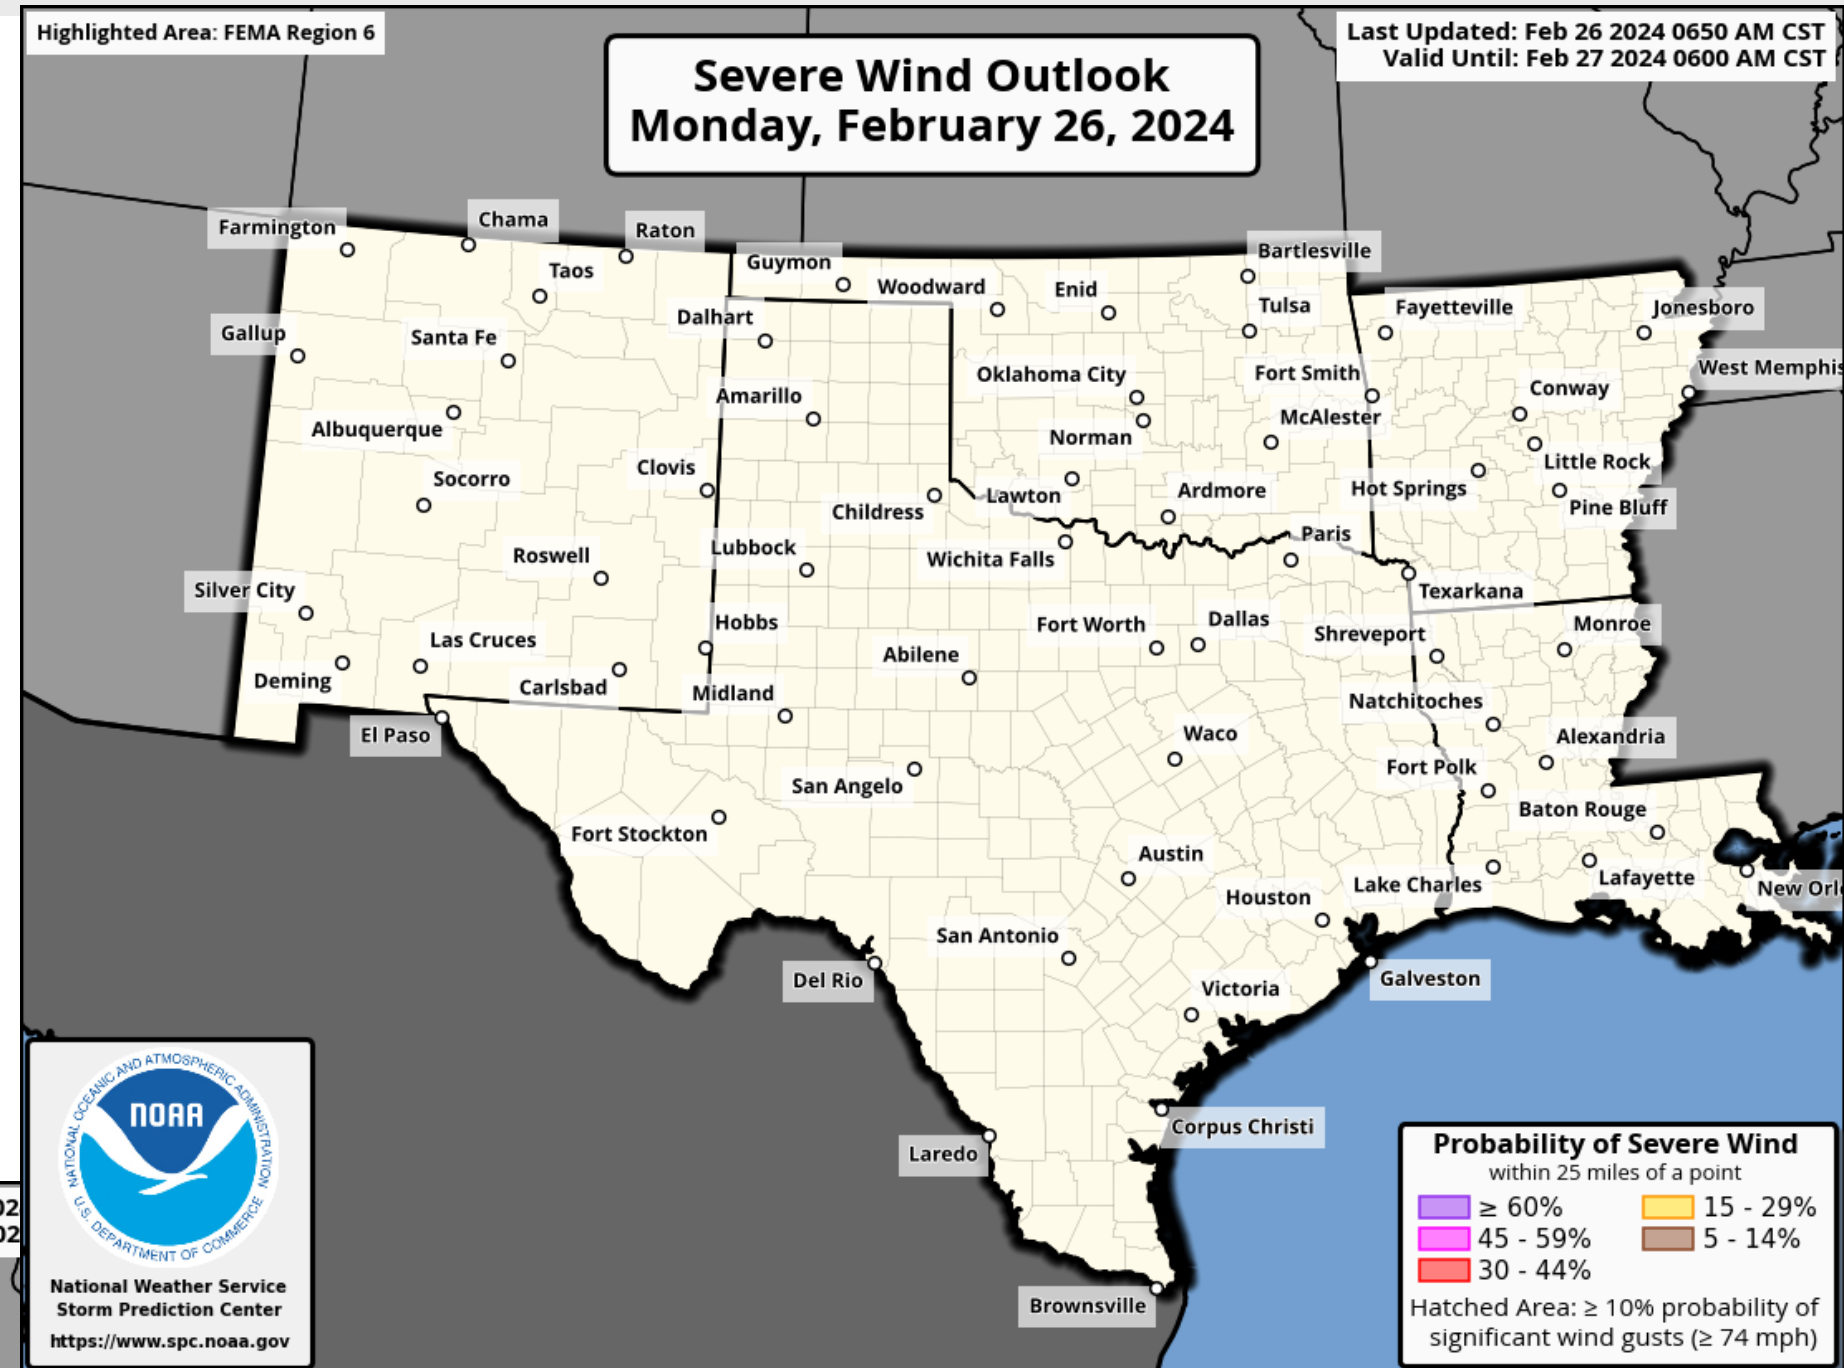 Highlighted Area: FEMA Region 6
Severe Wind Outlook
Monday, February 26, 2024
Last Updated: Feb 26 2024 0650 AM CST
Valid Until: Feb 27 2024 0600 AM CST
Farmington
Chama
Raton
Taos
Guymon
Woodward
Enid
Bartlesville
Tulsa
Fayetteville
Jonesboro
Gallup
Santa Fe
Dalhart
Amarillo
Oklahoma City
Fort Smith
West Memphis
Conway
Albuquerque
Norman
McAlester
Little Rock
Socorro
Clovis
Childress
Lawton
Ardmore
Hot Springs
Pine Bluff
Roswell
Lubbock
Wichita Falls
Paris
Texarkana
Silver City
Las Cruces
Hobbs
Abilene
Fort Worth
Dallas
Shreveport
Monroe
Deming
Carlsbad
Midland
Natchitoches
El Paso
Waco
Alexandria
San Angelo
Fort Polk
Fort Stockton
Baton Rouge
Austin
Houston
Lake Charles
Lafayette
New Orl
San Antonio
Del Rio
Victoria
Galveston
Corpus Christi
Laredo
Brownsville
NATIONAL OCEANIC AND ATMOSPHERIC ADMINISTRATION
NOAA
U.S. DEPARTMENT OF COMMERCE
National Weather Service
Storm Prediction Center
https://www.spc.noaa.gov
02
02
Probability of Severe Wind
within 25 miles of a point
≥ 60% 15 - 29%
45 - 59% 5 - 14%
30 - 44%
Hatched Area: ≥ 10% probability of
significant wind gusts (≥ 74 mph)